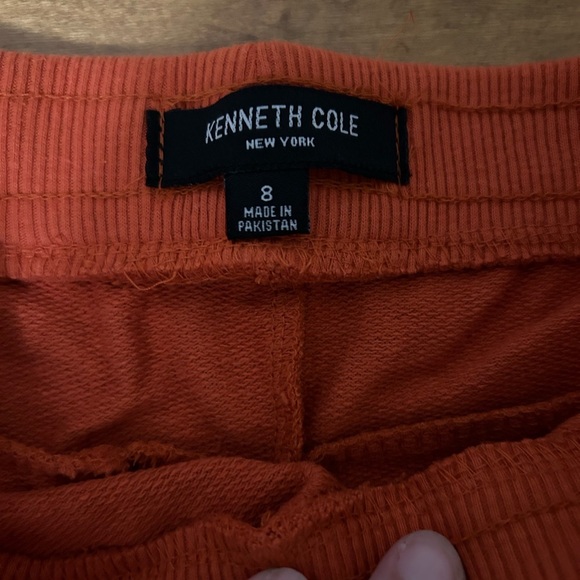 KENNETH COLE
NEW YORK
8
MADE IN
PAKISTAN